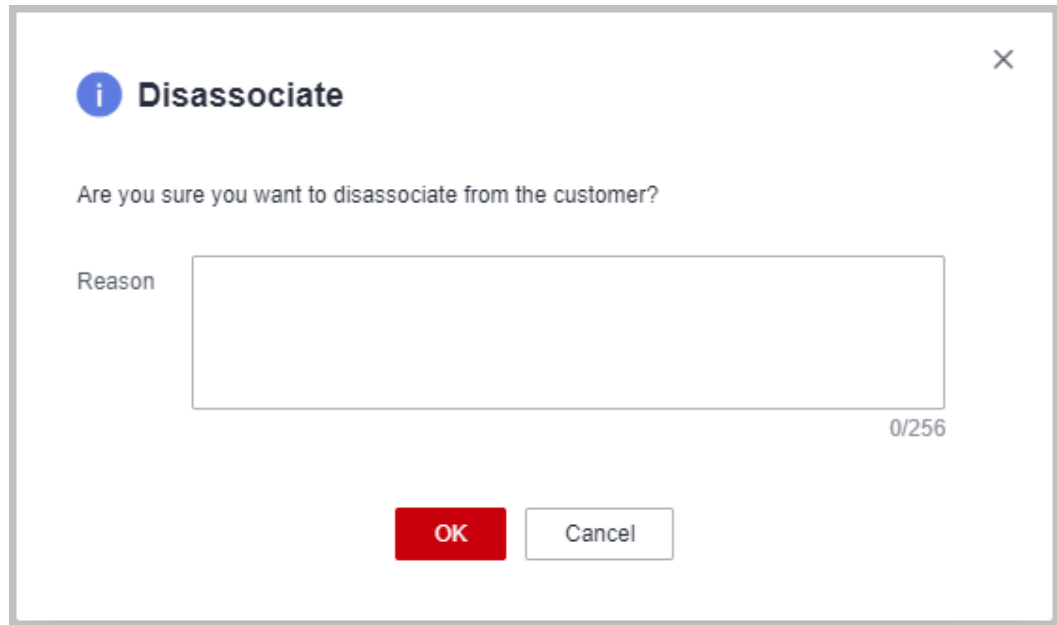 i Disassociate
Are you sure you want to disassociate from the customer?
Reason
0/256
OK Cancel